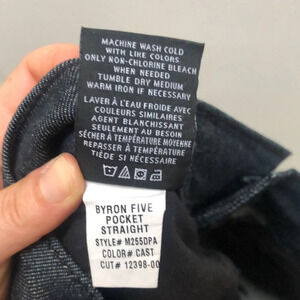 MACHINE WASH COLD
WITH LIKE COLORS
ONLY NON-CHLORINE BLEACH
WHEN NEEDED
TUMBLE DRY MEDIUM
WARM IRON IF NECESSARY
LAVER À L'EAU FROIDE AVEC
COULEURS SIMILAIRES
AGENT BLANCHISSANT
SEULEMENT AU BESOIN
SÉCHER À TEMPÉRATURE MOYENNE
REPASSER À TEMPÉRATURE
TIÈDE SI NÉCESSAIRE
BYRON FIVE
POCKET
STRAIGHT
STYLE# M255DPA
COLOR# CAST
CUT# 12398-00